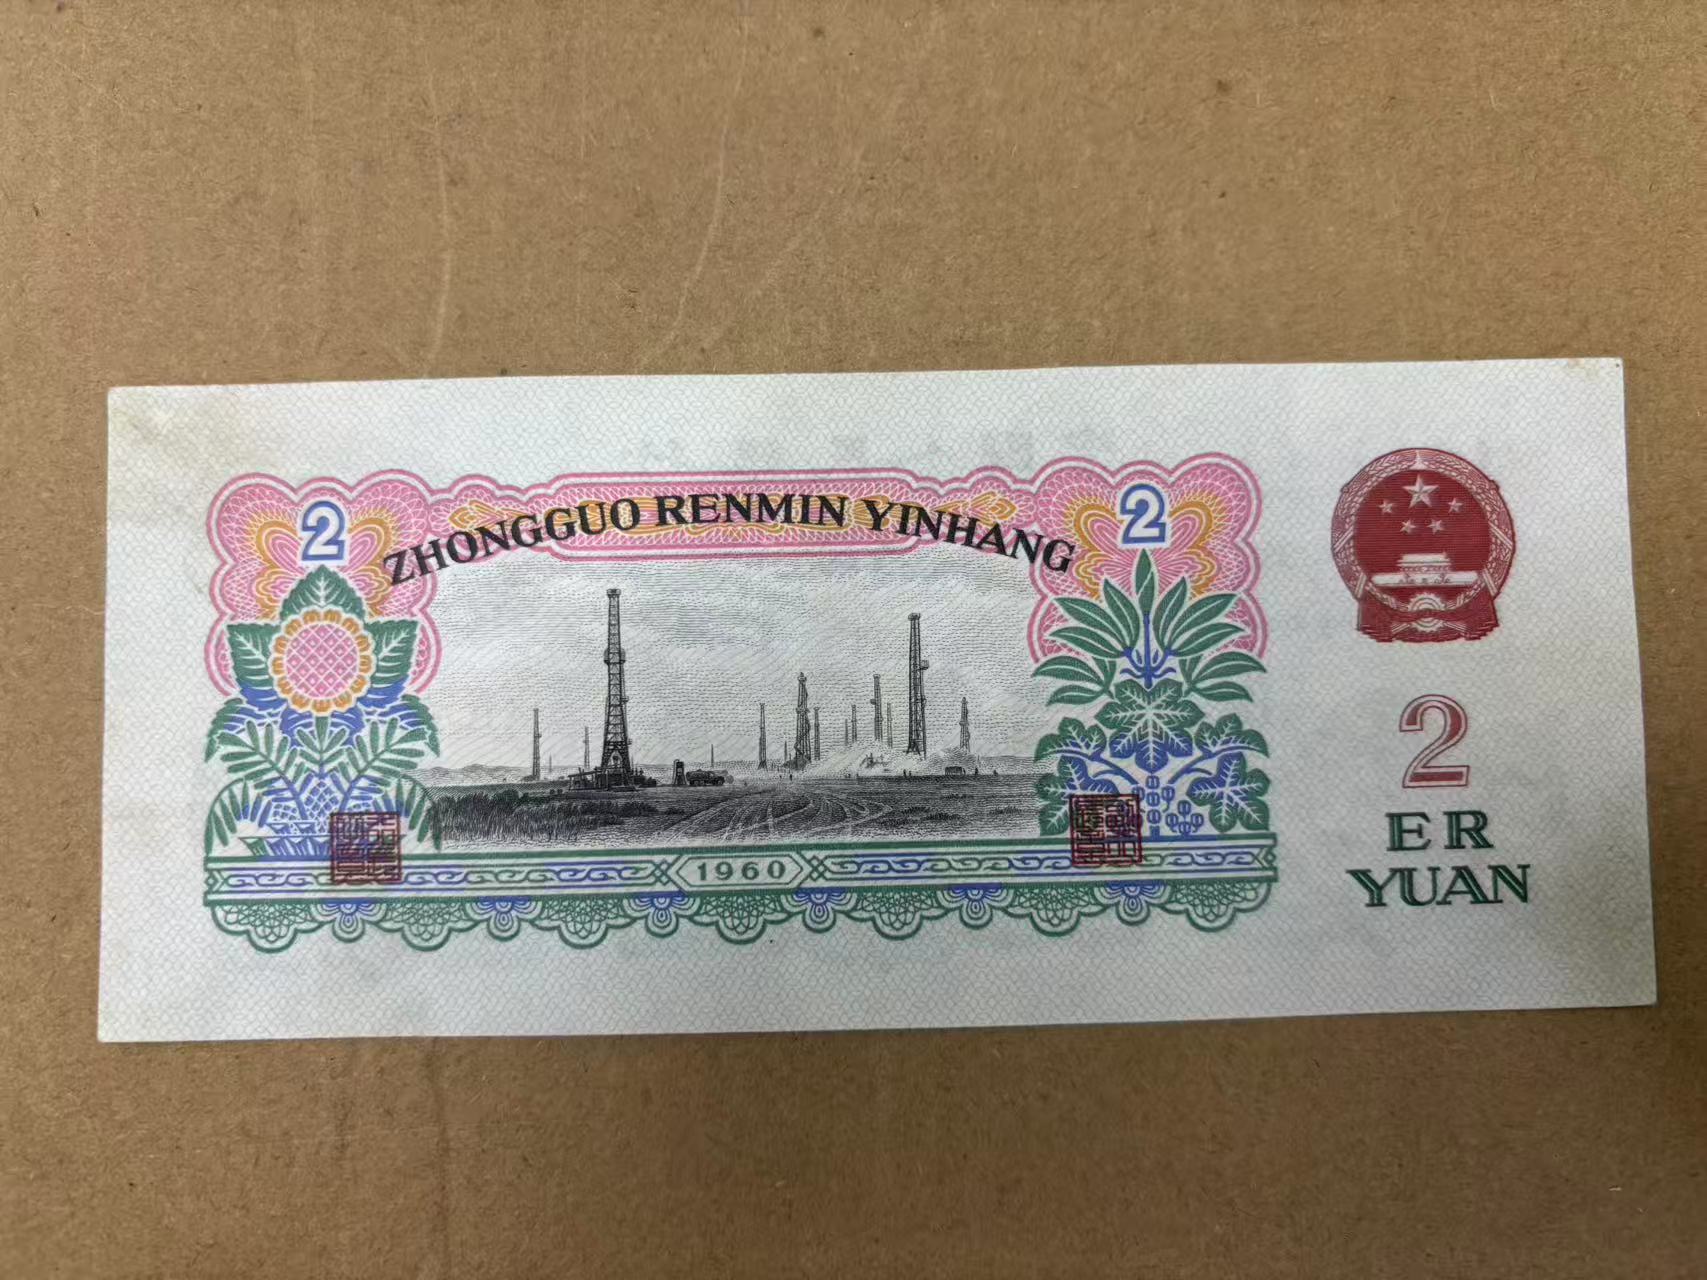 2
2
ZHONGGUO RENMIN YINHANG
1960
2
ER
YUAN